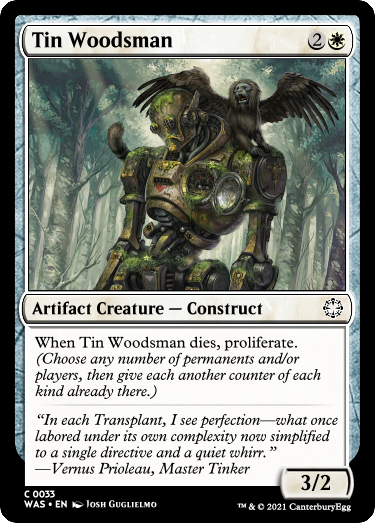 Tin Woodsman 2
Artifact Creature — Construct
When Tin Woodsman dies, proliferate.
(Choose any number of permanents and/or
players, then give each another counter of each
kind already there.)
“In each Transplant, I see perfection—what once
labored under its own complexity now simplified
to a single directive and a quiet whirr.”
—Vernus Prioleau, Master Tinker
3/2
C 0033
WAS • EN Josh Guglielmo
™ & © 2021 CanterburyEgg